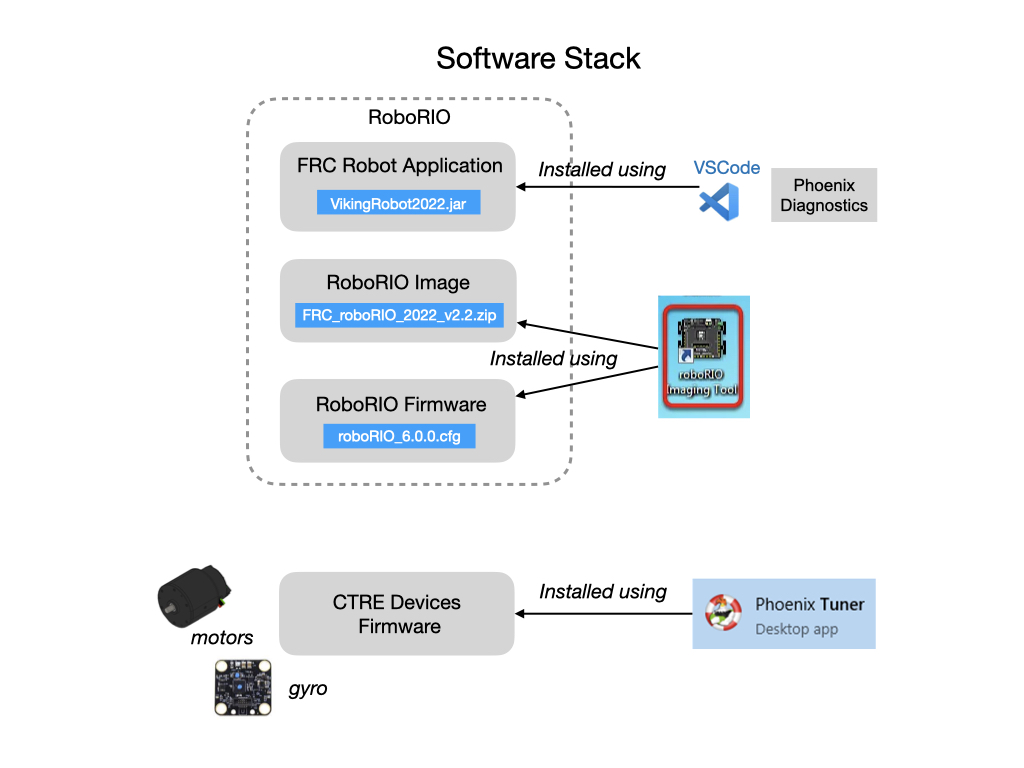 Software Stack
RoboRIO
FRC Robot Application
VikingRobot2022.jar
Installed using
VSCode
Phoenix
Diagnostics
RoboRIO Image
FRC_roboRIO_2022_v2.2.zip
Installed using
roboRIO
Imaging Tool
RoboRIO Firmware
roboRIO_6.0.0.cfg
motors
gyro
CTRE Devices
Firmware
Installed using
Phoenix Tuner
Desktop app